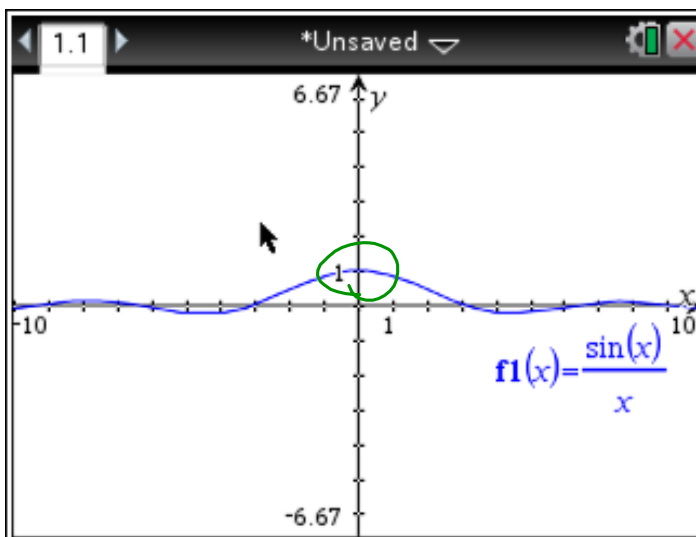 1.1 *Unsaved
6.67 y
1
-10 1 10 x
f1(x)=sin(x)/x
-6.67